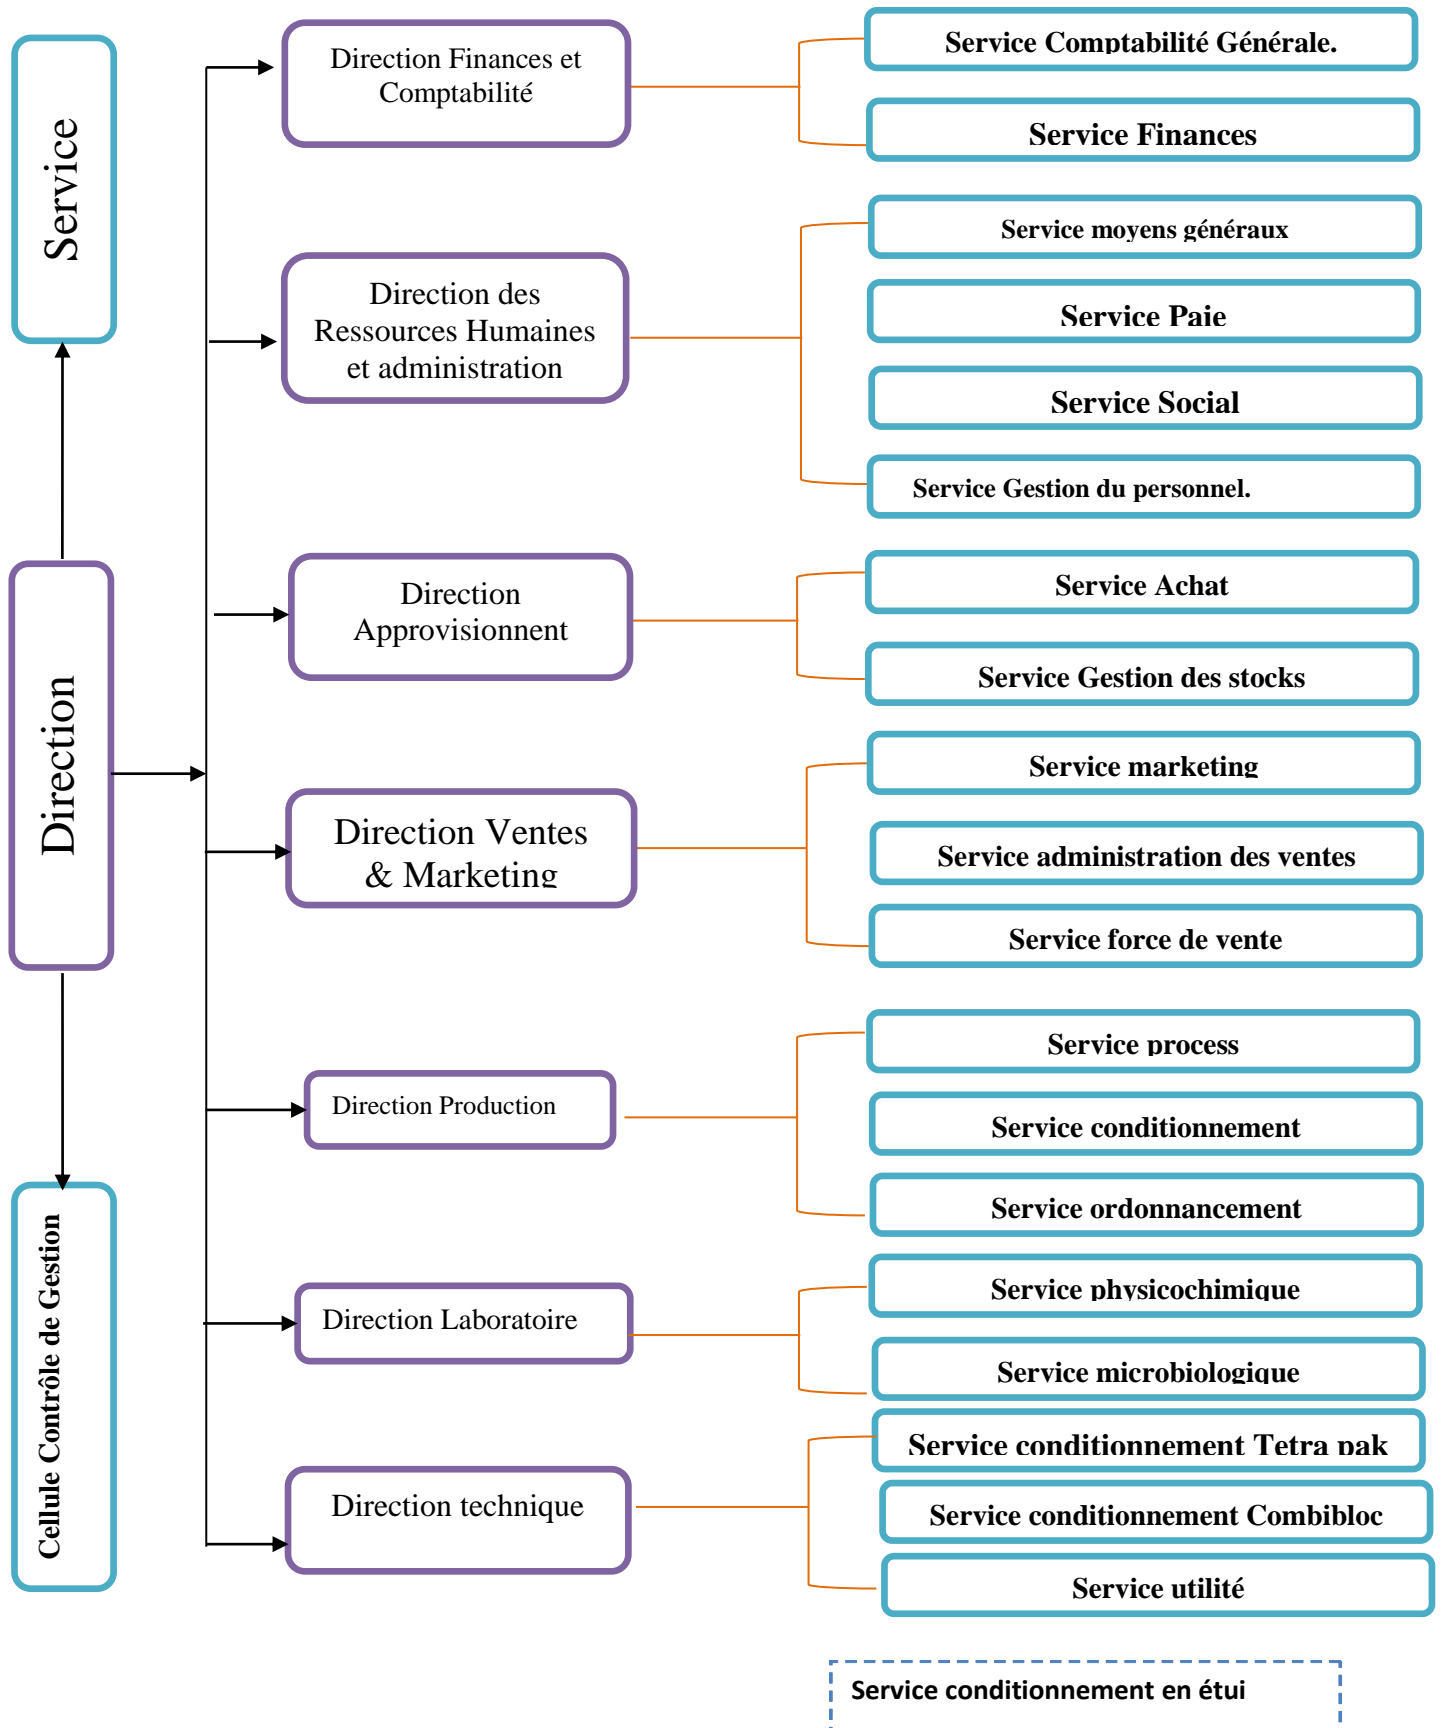 Service
Direction
Cellule Contrôle de Gestion
Direction Finances et
Comptabilité
Service Comptabilité Générale.
Service Finances
Direction des
Ressources Humaines
et administration
Service moyens généraux
Service Paie
Service Social
Service Gestion du personnel.
Direction
Approvisionnent
Service Achat
Service Gestion des stocks
Direction Ventes
& Marketing
Service marketing
Service administration des ventes
Service force de vente
Direction Production
Service process
Service conditionnement
Service ordonnancement
Direction Laboratoire
Service physicochimique
Service microbiologique
Direction technique
Service conditionnement Tetra pak
Service conditionnement Combibloc
Service utilité
Service conditionnement en étui